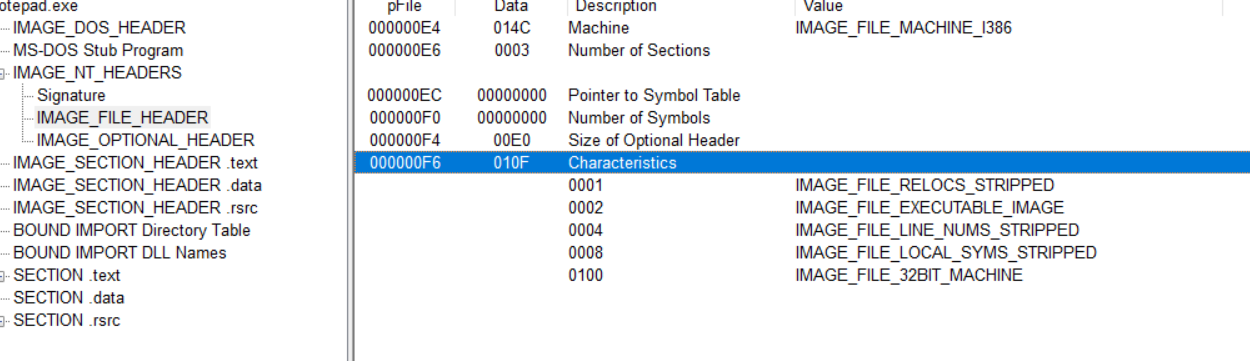 otepad.exe
IMAGE_DOS_HEADER
MS-DOS Stub Program
IMAGE_NT_HEADERS
Signature
IMAGE_FILE_HEADER
IMAGE_OPTIONAL_HEADER
IMAGE_SECTION_HEADER .text
IMAGE_SECTION_HEADER .data
IMAGE_SECTION_HEADER .rsrc
BOUND IMPORT Directory Table
BOUND IMPORT DLL Names
SECTION .text
SECTION .data
SECTION .rsrc
pFile Data Description Value
000000E4 014C Machine IMAGE_FILE_MACHINE_I386
000000E6 0003 Number of Sections
000000EC 00000000 Pointer to Symbol Table
000000F0 00000000 Number of Symbols
000000F4 00E0 Size of Optional Header
000000F6 010F Characteristics
0001 IMAGE_FILE_RELOCS_STRIPPED
0002 IMAGE_FILE_EXECUTABLE_IMAGE
0004 IMAGE_FILE_LINE_NUMS_STRIPPED
0008 IMAGE_FILE_LOCAL_SYMS_STRIPPED
0100 IMAGE_FILE_32BIT_MACHINE